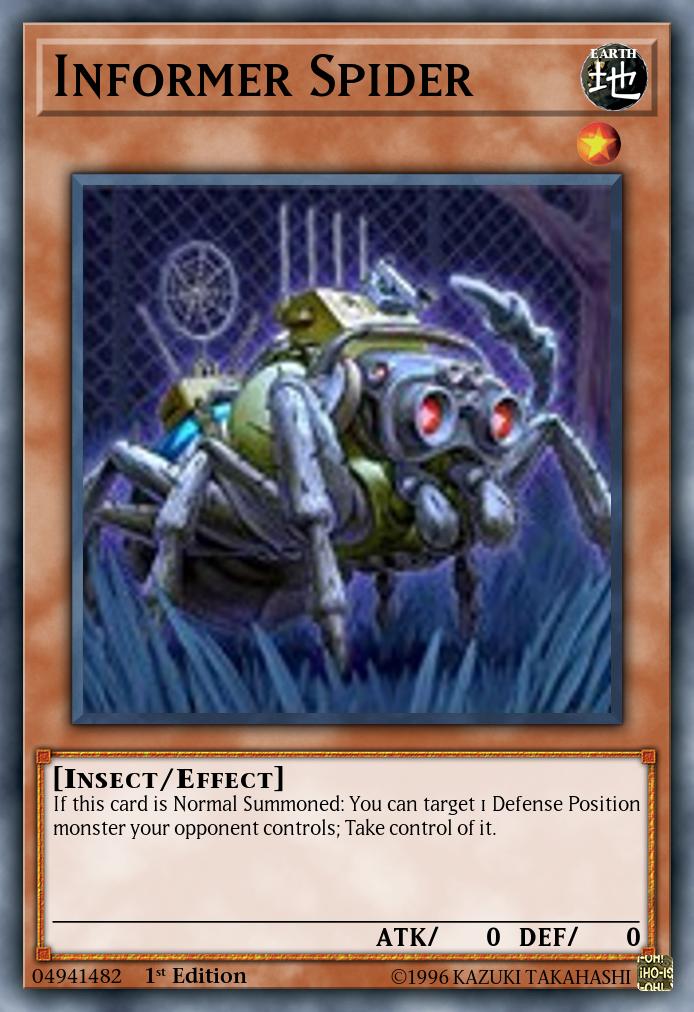 Informer Spider
EARTH
地
[Insect/Effect]
If this card is Normal Summoned: You can target 1 Defense Position
monster your opponent controls; Take control of it.
ATK/ 0 DEF/ 0
04941482 1st Edition ©1996 KAZUKI TAKAHASHI